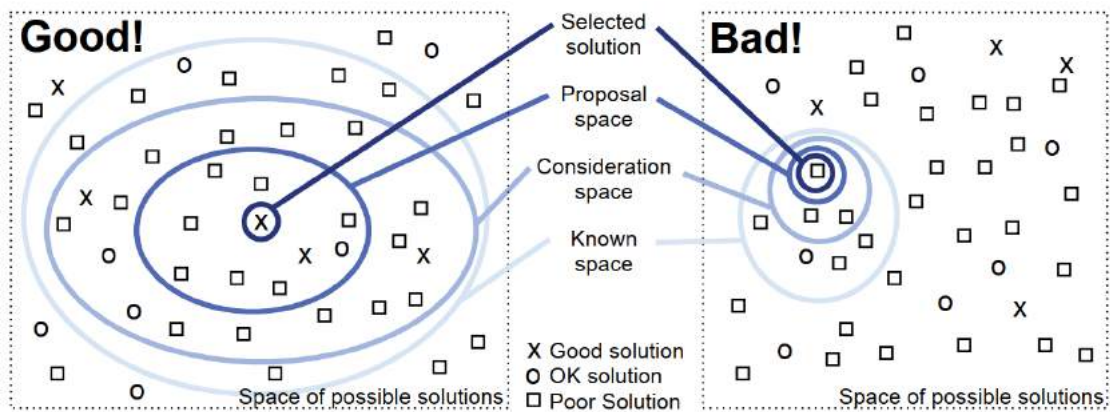 Good!
Selected
solution
Proposal
space
Consideration
space
Known
space
X Good solution
O OK solution
Poor Solution
Space of possible solutions
Bad!
Space of possible solutions